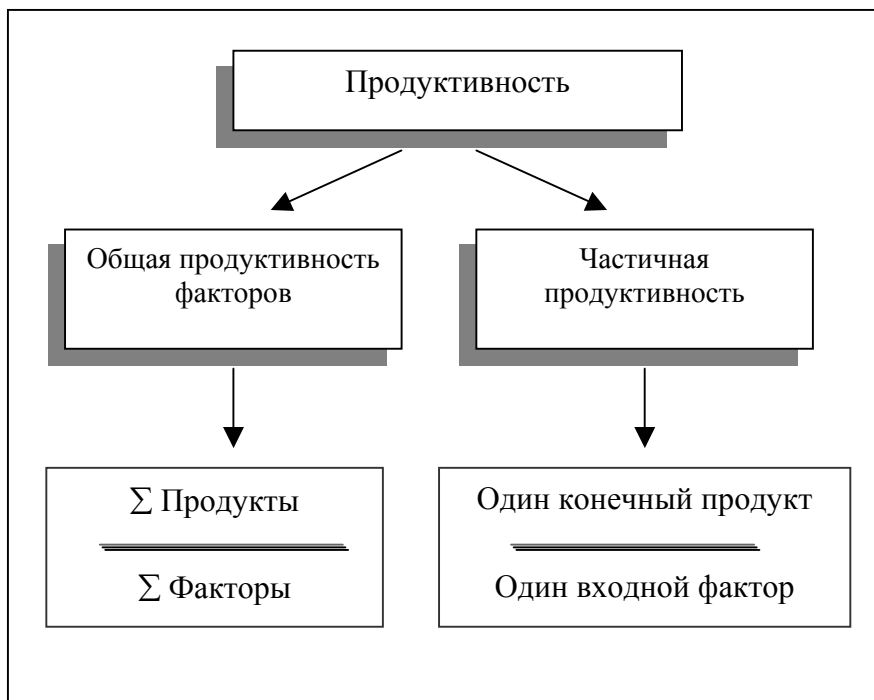 Продуктивность
Общая продуктивность
факторов
Частичная
продуктивность
∑ Продукты
∑ Факторы
Один конечный продукт
Один входной фактор